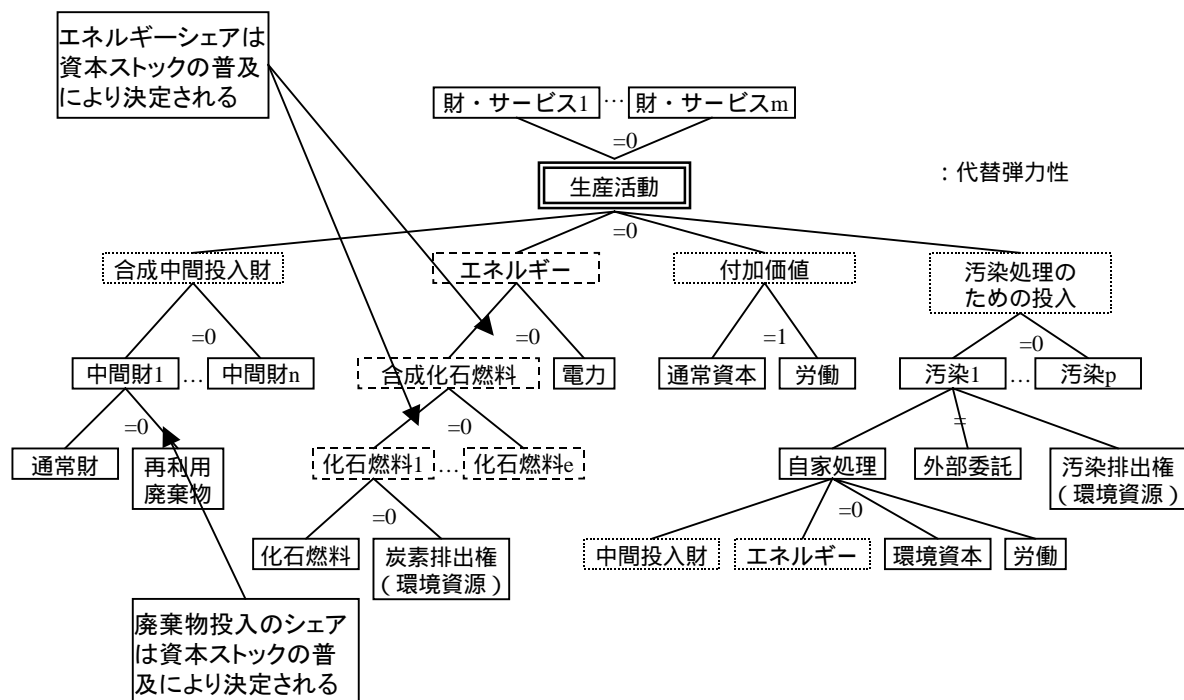 エネルギーシェアは
資本ストックの普及
により決定される
財・サービス1
…
財・サービスm
=0
生産活動
: 代替弾力性
=0
合成中間投入財
エネルギー
付加価値
汚染処理の
ための投入
=0
=0
=1
=0
中間財1
…
中間財n
合成化石燃料
電力
通常資本
労働
汚染1
…
汚染p
=0
=0
=
通常財
再利用
廃棄物
化石燃料1
…
化石燃料e
自家処理
外部委託
汚染排出権
(環境資源)
=0
=0
化石燃料
炭素排出権
(環境資源)
中間投入財
エネルギー
環境資本
労働
廃棄物投入のシェア
は資本ストックの普
及により決定される